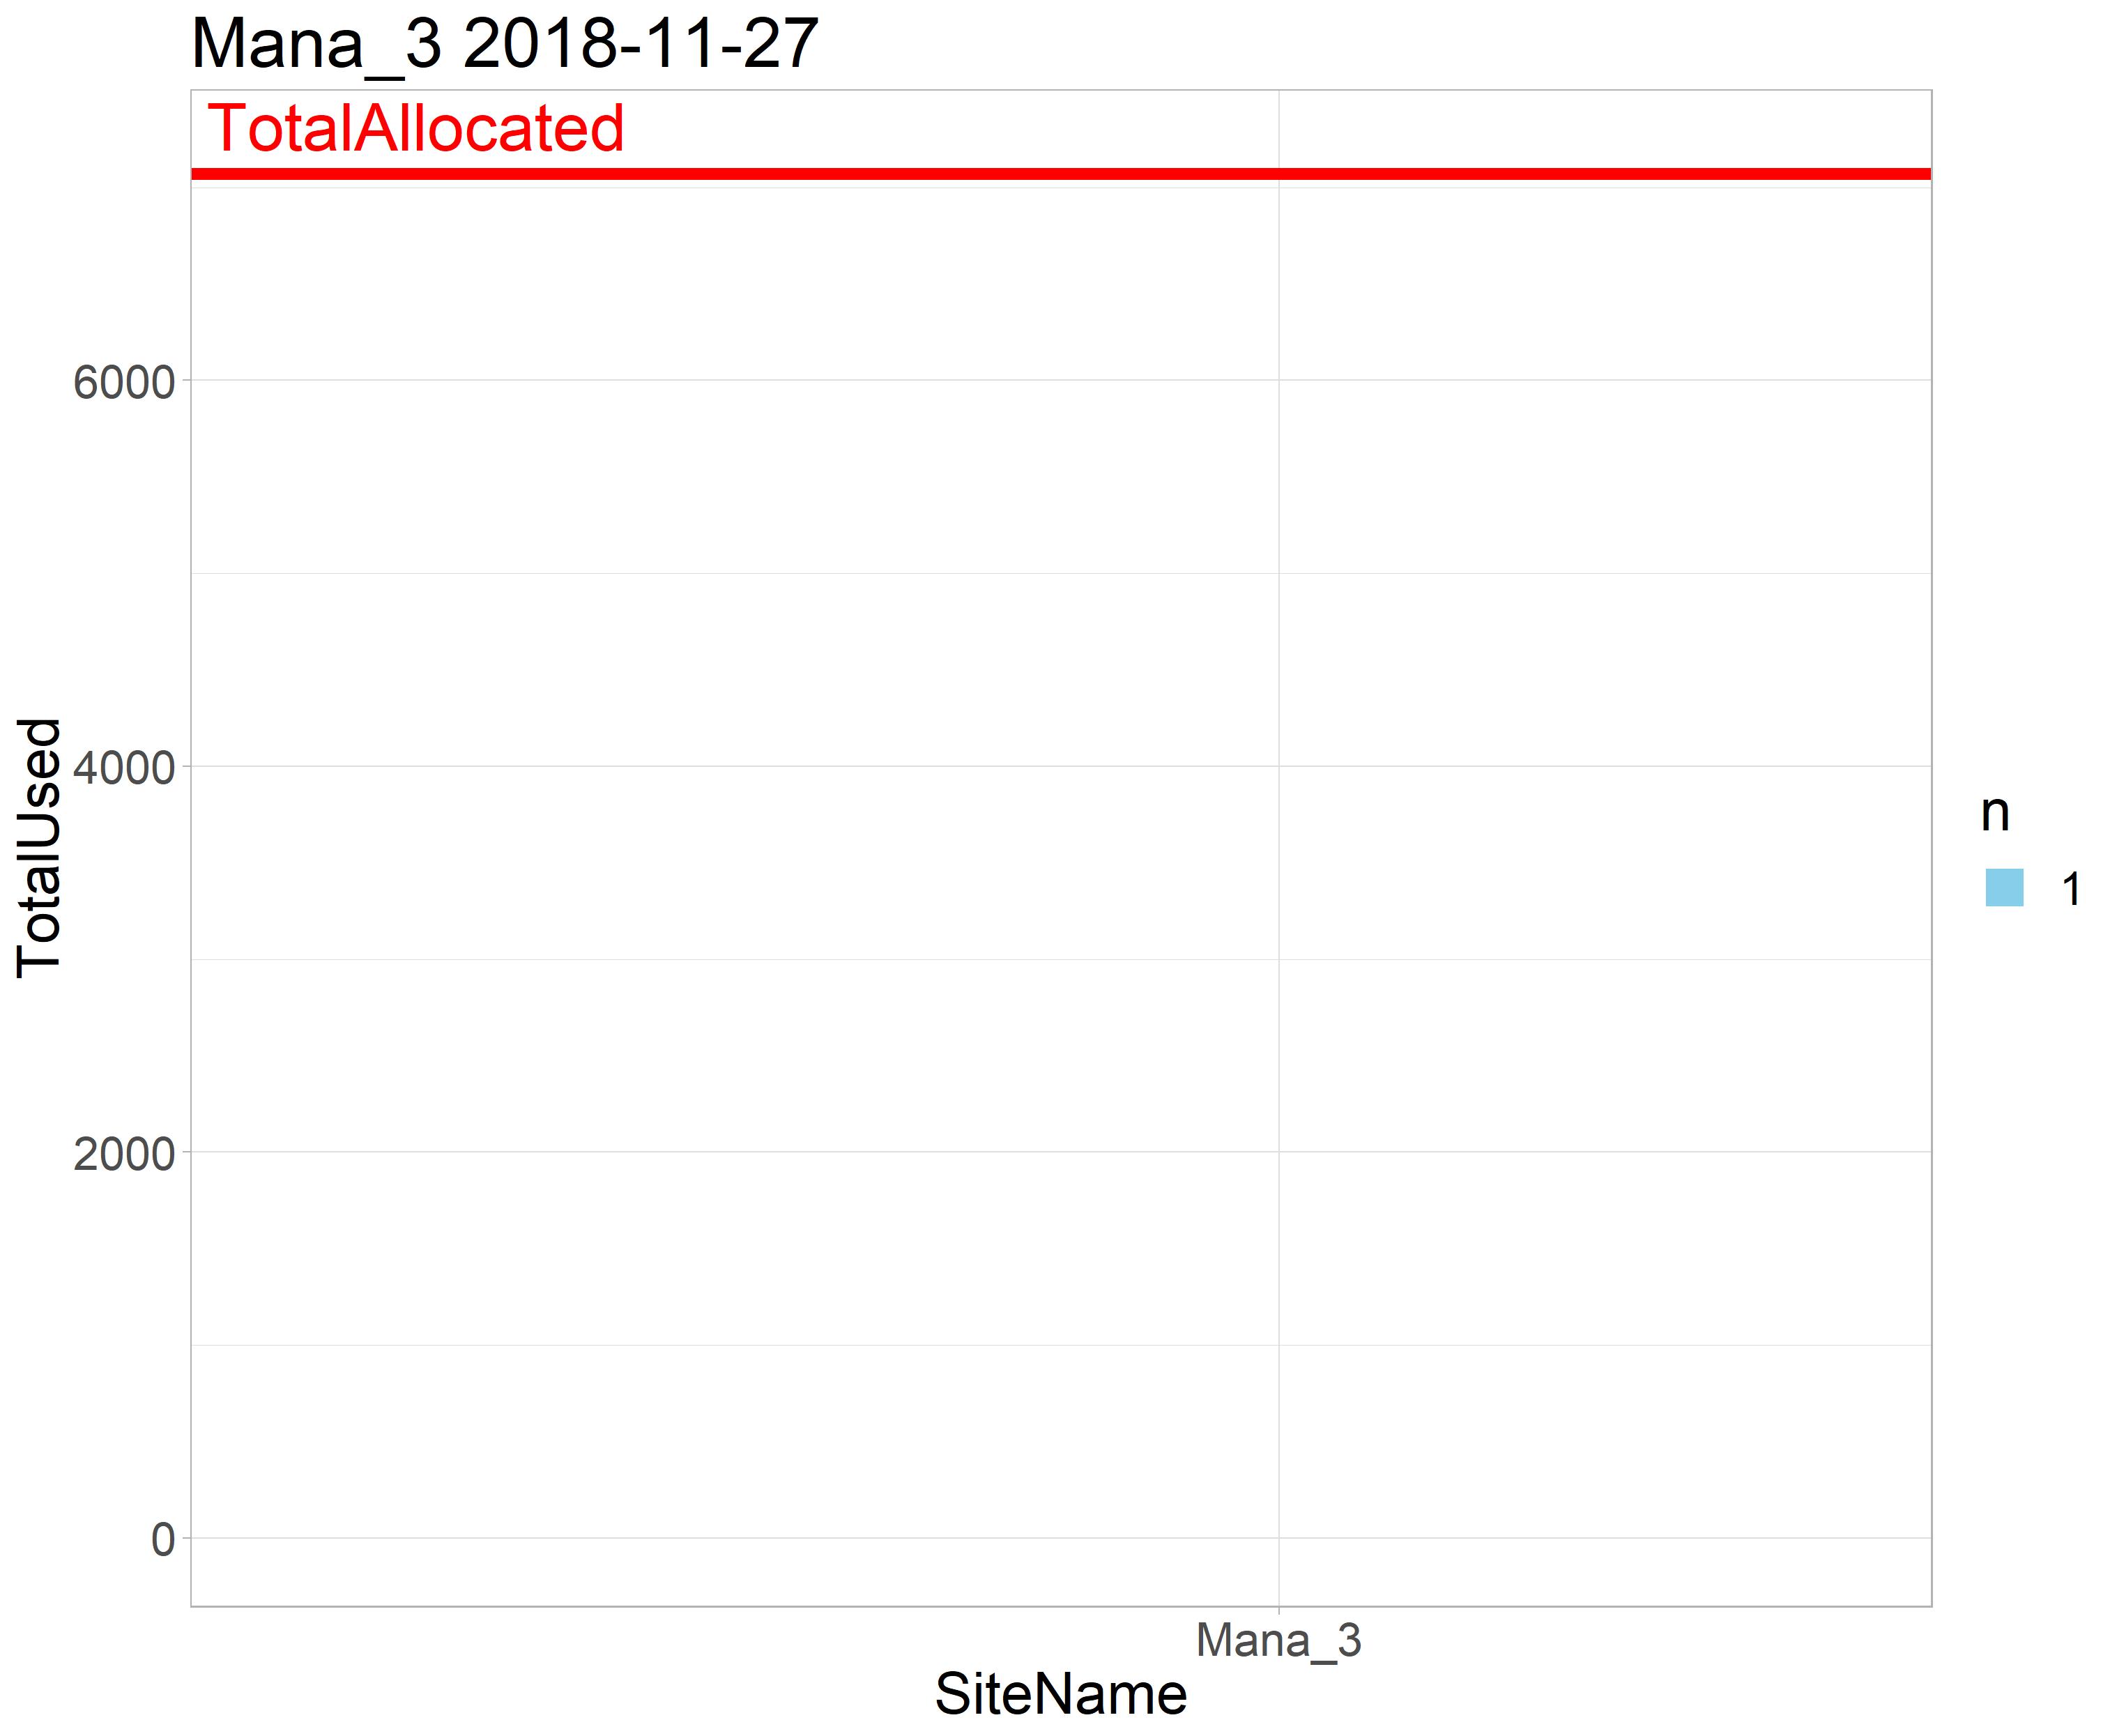 Mana_3 2018-11-27
TotalAllocated
6000
4000
2000
0
TotalUsed
n
1
Mana_3
SiteName